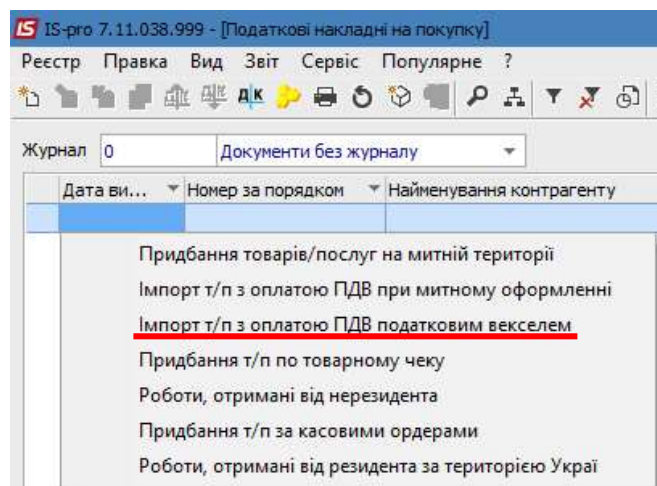 IS IS-pro 7.11.038.999 - [Податкові накладні на покупку]
Реєстр Правка Вид Звіт Сервіс Популярне ?
Журнал 0 Документи без журналу
Дата ви... Номер за порядком Найменування контрагенту
Придбання товарів/послуг на митній території
Імпорт т/п з оплатою ПДВ при митному оформленні
Імпорт т/п з оплатою ПДВ податковим векселем
Придбання т/п по товарному чеку
Роботи, отримані від нерезидента
Придбання т/п за касовими ордерами
Роботи, отримані від резидента за територією Украї